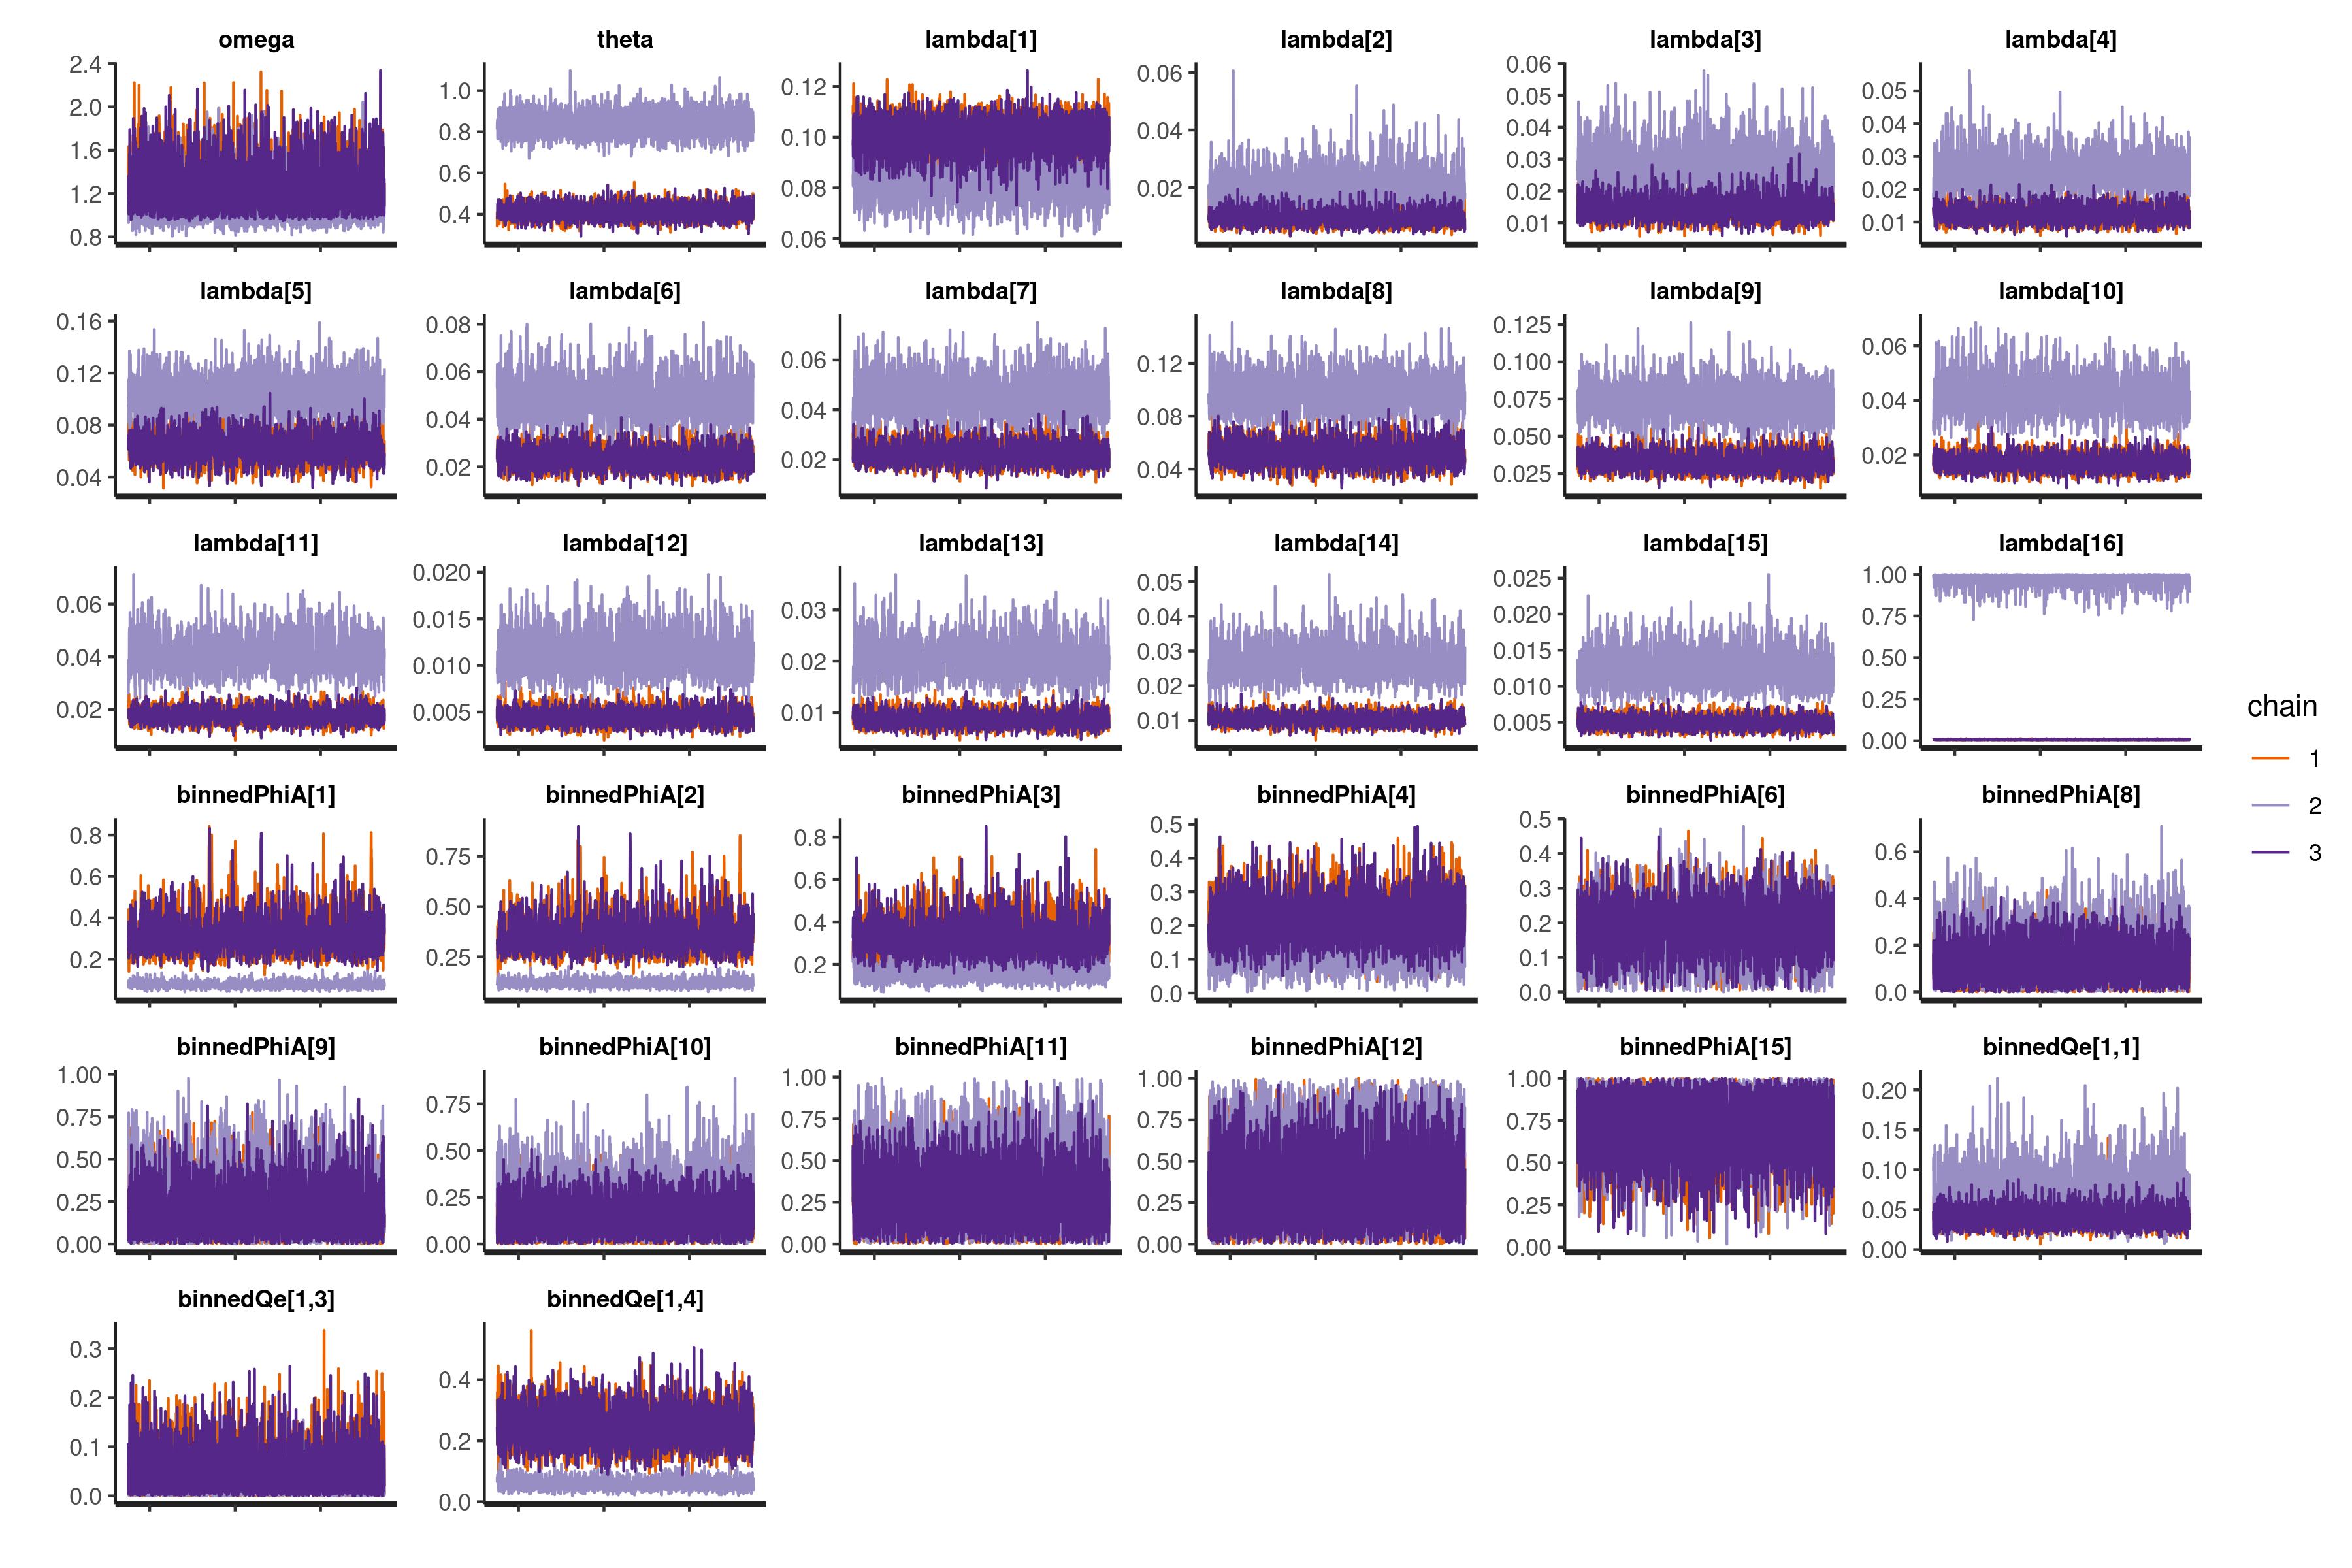 omega theta lambda[1] lambda[2] lambda[3] lambda[4]
2.4 2.0 1.6 1.2 0.8
1.0 0.8 0.6 0.4
0.12 0.10 0.08 0.06
0.06 0.04 0.02
0.06 0.05 0.04 0.03 0.02 0.01
0.05 0.04 0.03 0.02 0.01
lambda[5] lambda[6] lambda[7] lambda[8] lambda[9] lambda[10]
0.16 0.12 0.08 0.04
0.08 0.06 0.04 0.02
0.06 0.04 0.02
0.12 0.08 0.04
0.125 0.100 0.075 0.050 0.025
0.06 0.04 0.02
lambda[11] lambda[12] lambda[13] lambda[14] lambda[15] lambda[16]
0.06 0.04 0.02
0.020 0.015 0.010 0.005
0.03 0.02 0.01
0.05 0.04 0.03 0.02 0.01
0.025 0.020 0.015 0.010 0.005
1.00 0.75 0.50 0.25 0.00
binnedPhiA[1] binnedPhiA[2] binnedPhiA[3] binnedPhiA[4] binnedPhiA[6] binnedPhiA[8]
0.8 0.6 0.4 0.2
0.75 0.50 0.25
0.8 0.6 0.4 0.2
0.5 0.4 0.3 0.2 0.1 0.0
0.5 0.4 0.3 0.2 0.1 0.0
0.6 0.4 0.2 0.0
binnedPhiA[9] binnedPhiA[10] binnedPhiA[11] binnedPhiA[12] binnedPhiA[15] binnedQe[1,1]
1.00 0.75 0.50 0.25 0.00
0.75 0.50 0.25 0.00
1.00 0.75 0.50 0.25 0.00
1.00 0.75 0.50 0.25 0.00
1.00 0.75 0.50 0.25 0.00
0.20 0.15 0.10 0.05 0.00
binnedQe[1,3] binnedQe[1,4]
0.3 0.2 0.1 0.0
0.4 0.2 0.0
chain
1
2
3